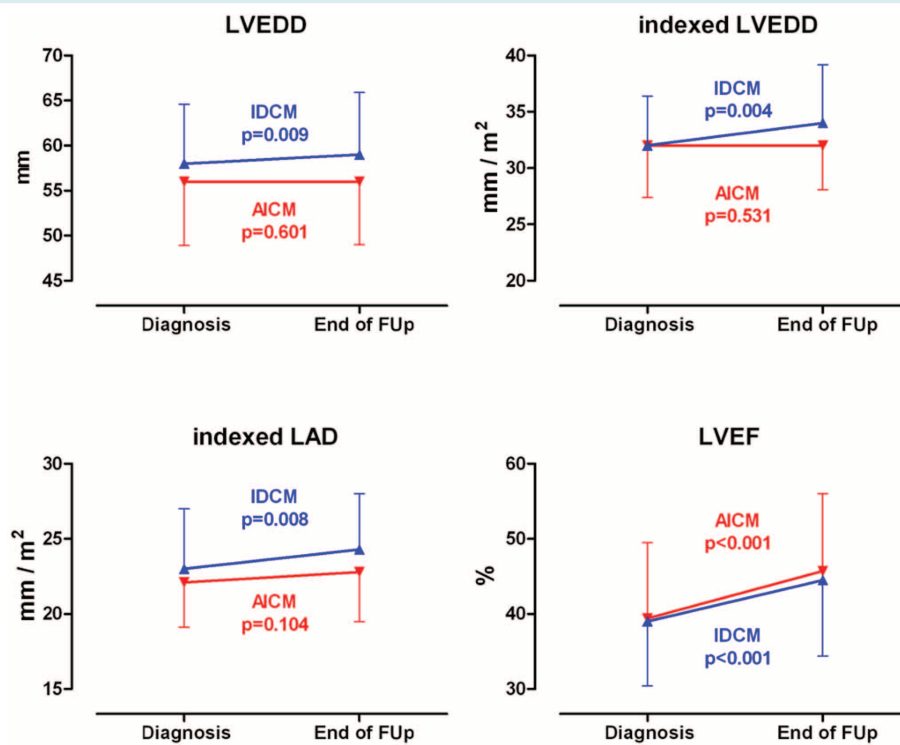 LVEDD
70
65
60
55
50
45
mm
IDCM
p=0.009
AICM
p=0.601
Diagnosis End of FUp
indexed LVEDD
40
35
30
25
20
mm / m²
IDCM
p=0.004
AICM
p=0.531
Diagnosis End of FUp
indexed LAD
30
25
20
15
mm / m²
IDCM
p=0.008
AICM
p=0.104
Diagnosis End of FUp
LVEF
60
50
40
30
%
AICM
p<0.001
IDCM
p<0.001
Diagnosis End of FUp